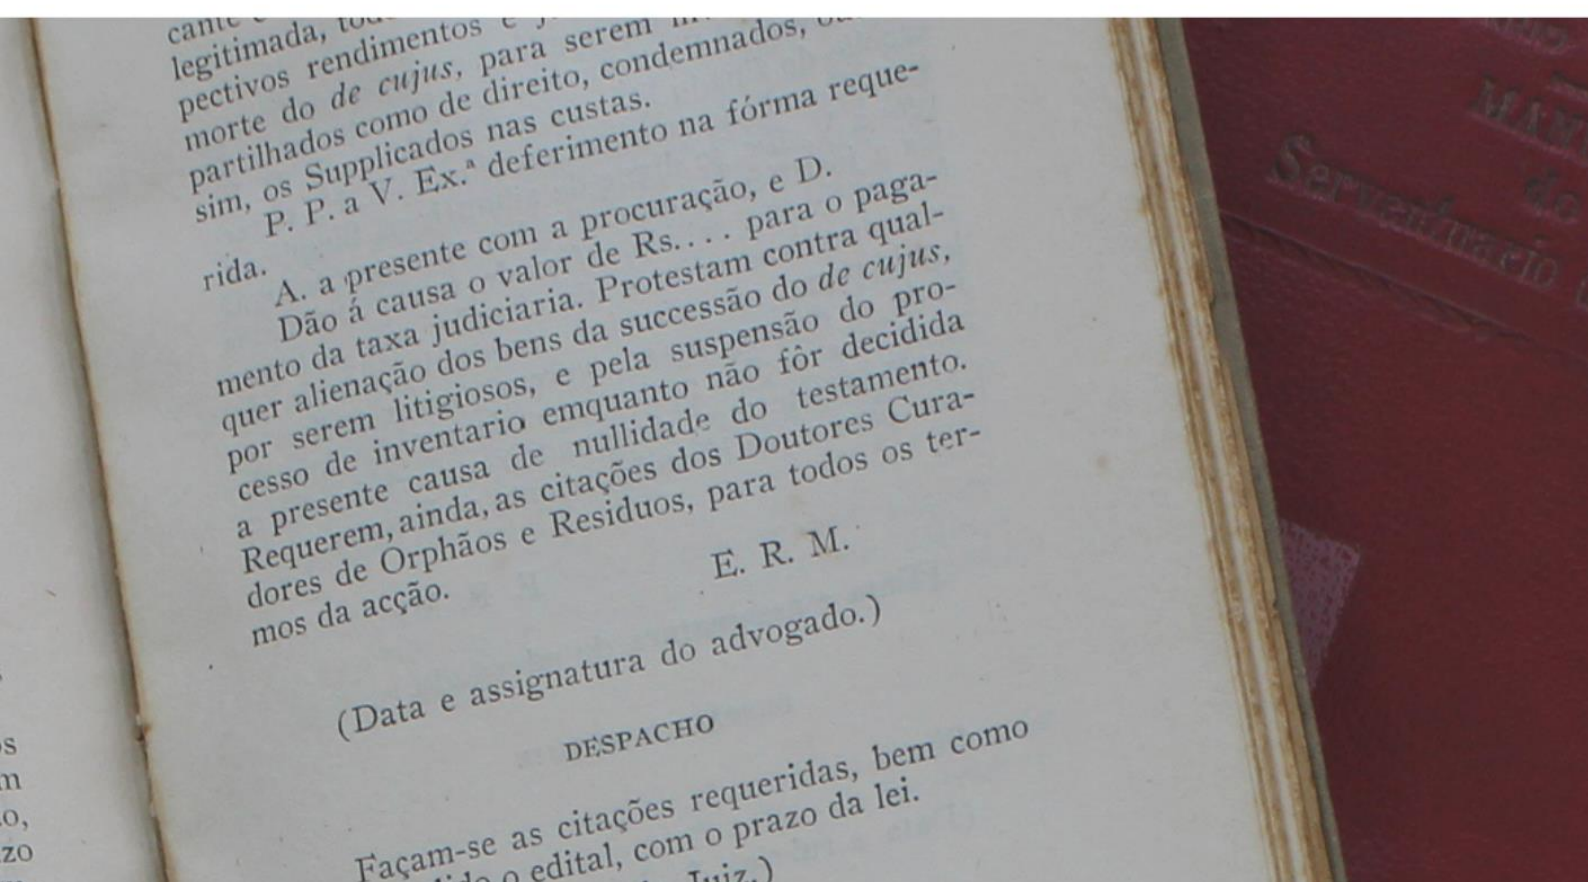 legitimada,
pectivos rendimentos e
morte do de cujus, para serem
partilhados como de direito, condemnados,
sim, os Supplicados nas custas.
P. P. a V. Ex.ª deferimento na fórma reque-
rida.
A. a presente com a procuração, e D.
Dão á causa o valor de Rs.... para o paga-
mento da taxa judiciaria. Protestam contra qual-
quer alienação dos bens da successão do de cujus,
por serem litigiosos, e pela suspensão do pro-
cesso de inventario emquanto não fôr decidida
a presente causa de nullidade do testamento.
Requerem, ainda, as citações dos Doutores Cura-
dores de Orphãos e Residuos, para todos os ter-
mos da acção.
E. R. M.
(Data e assignatura do advogado.)
DESPACHO
Façam-se as citações requeridas, bem como
o edital, com o prazo da lei.
Juiz.)
zo
Serventuario
do